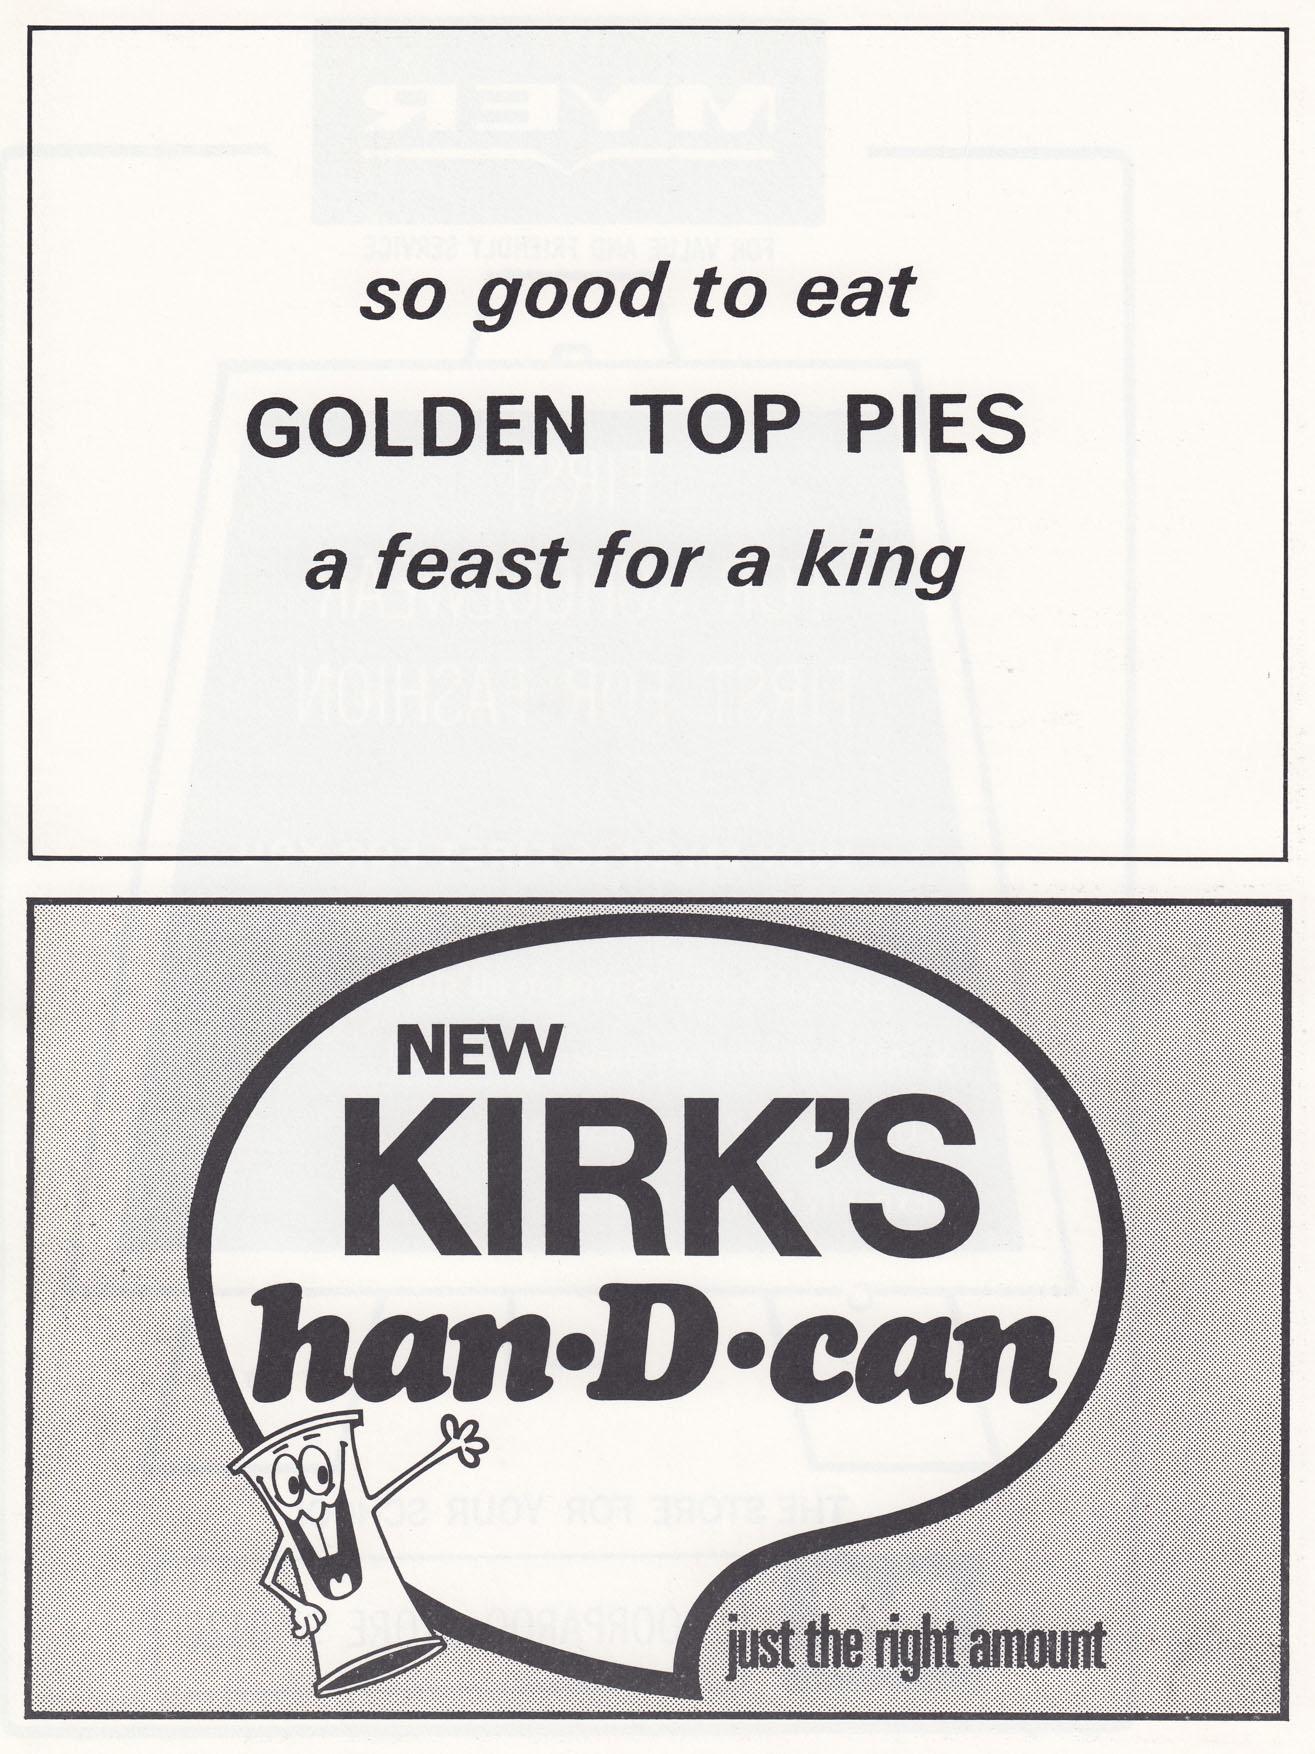 so good to eat
GOLDEN TOP PIES
a feast for a king
NEW
KIRK'S
han•D•can
just the right amount